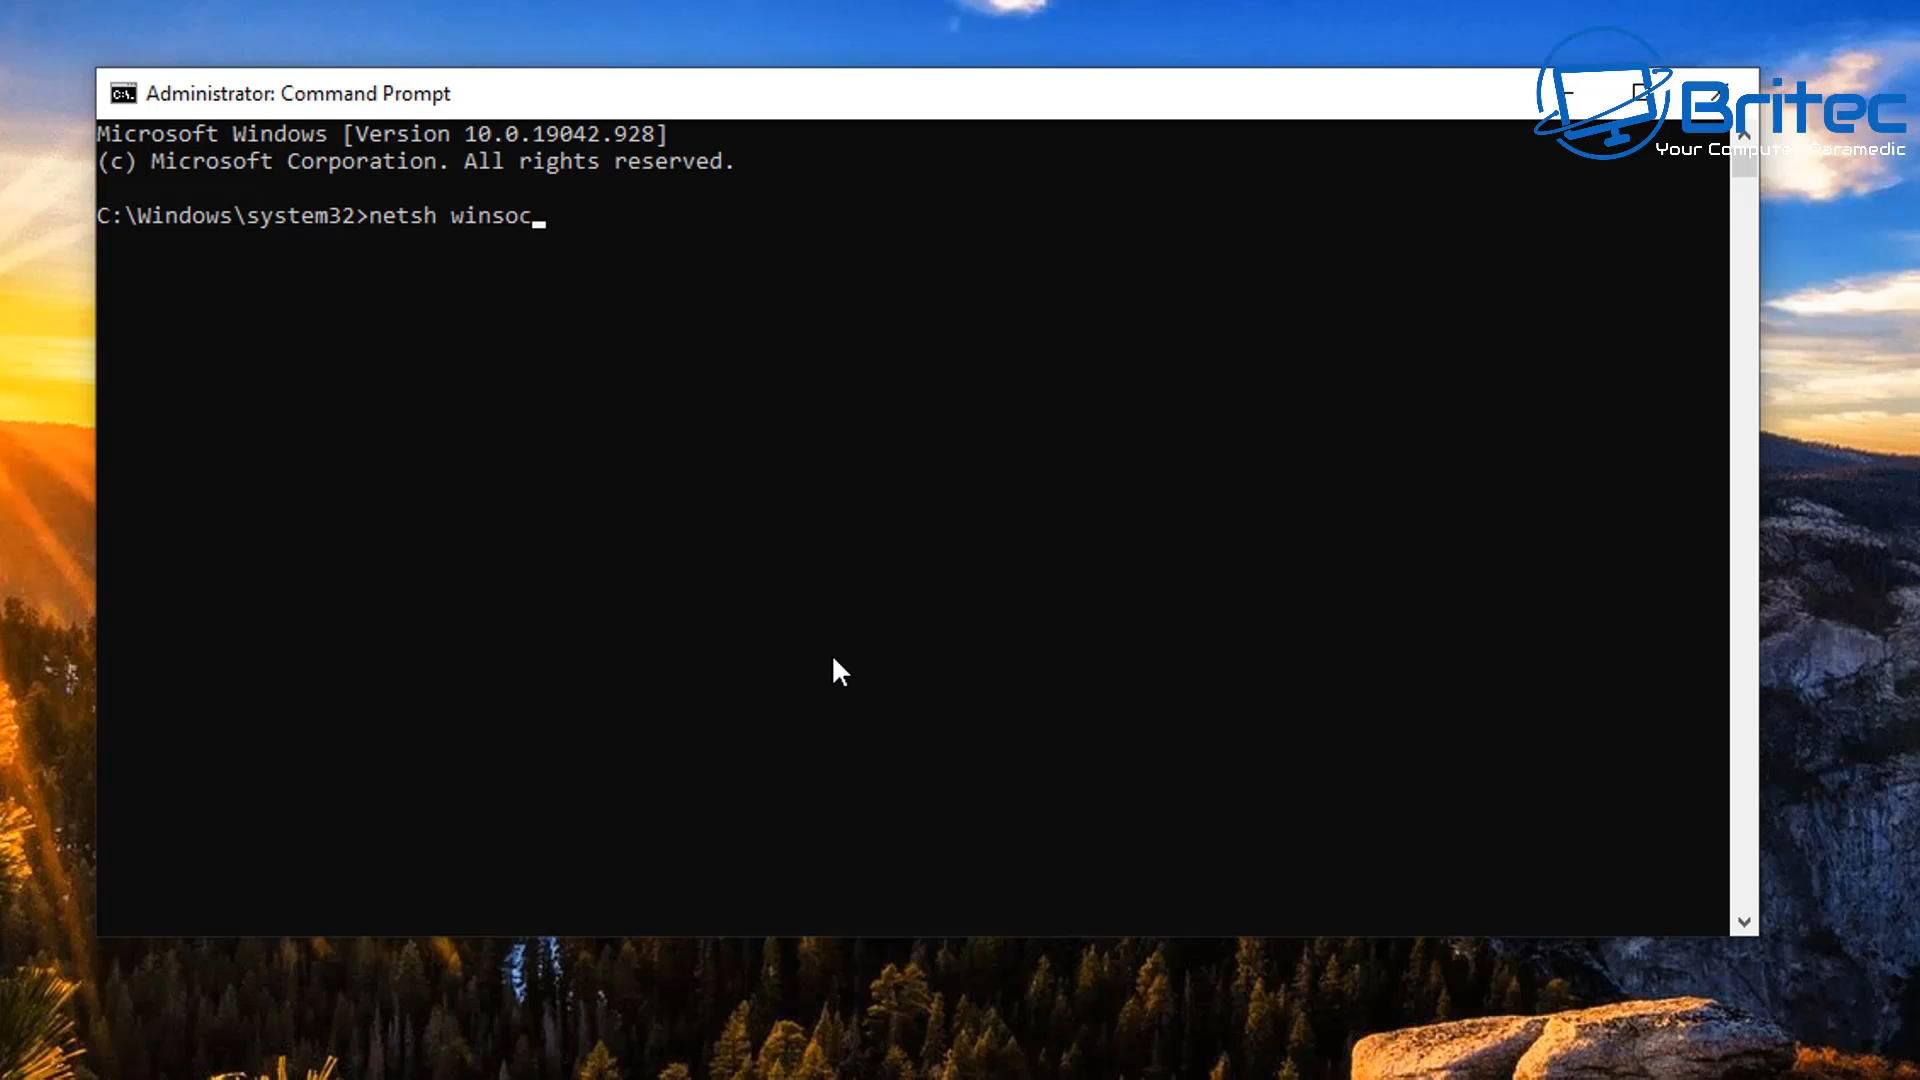 Administrator: Command Prompt
Britec
Your Computer Paramedic
Microsoft Windows [Version 10.0.19042.928]
(c) Microsoft Corporation. All rights reserved.
C:\Windows\system32>netsh winsoc